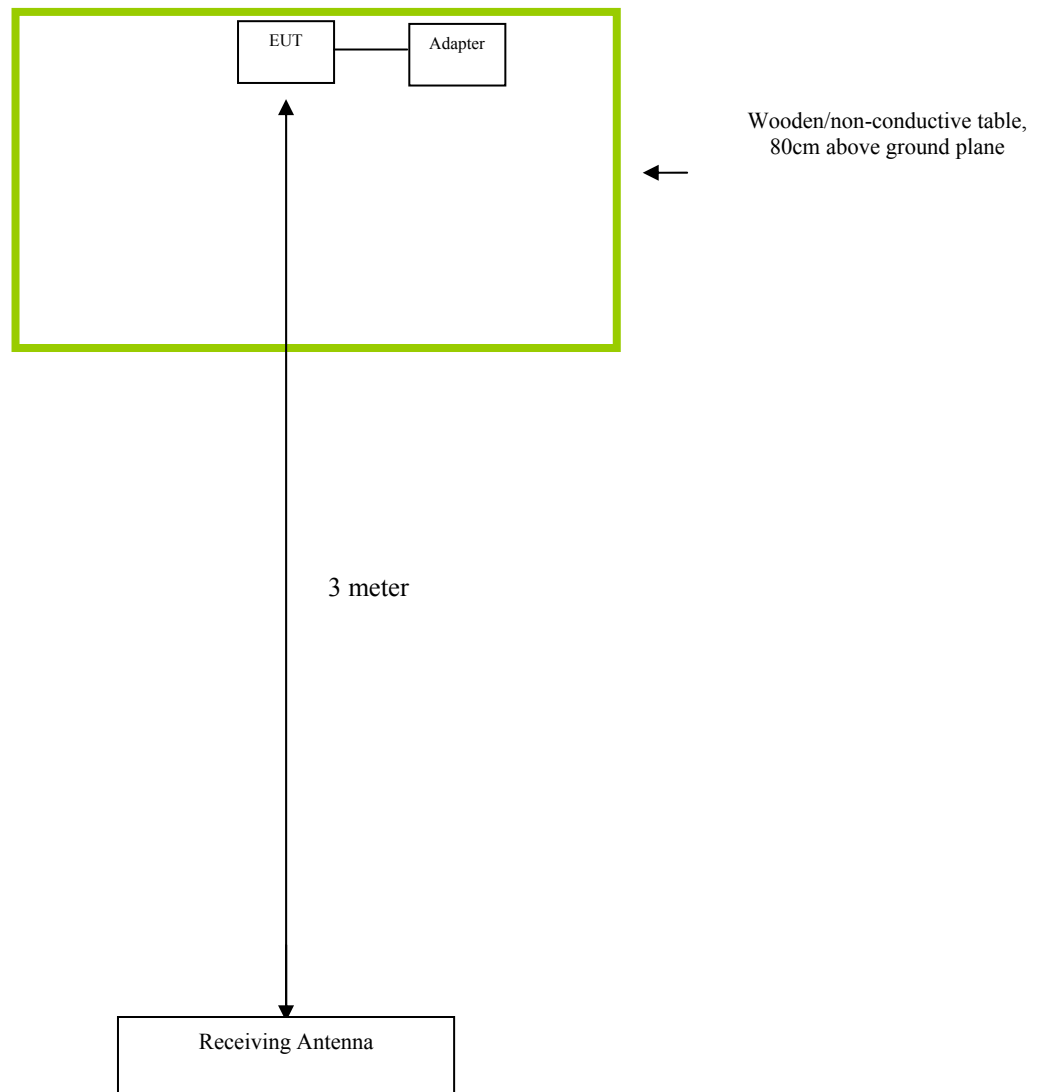 EUT
Adapter
Wooden/non-conductive table,
80cm above ground plane
3 meter
Receiving Antenna